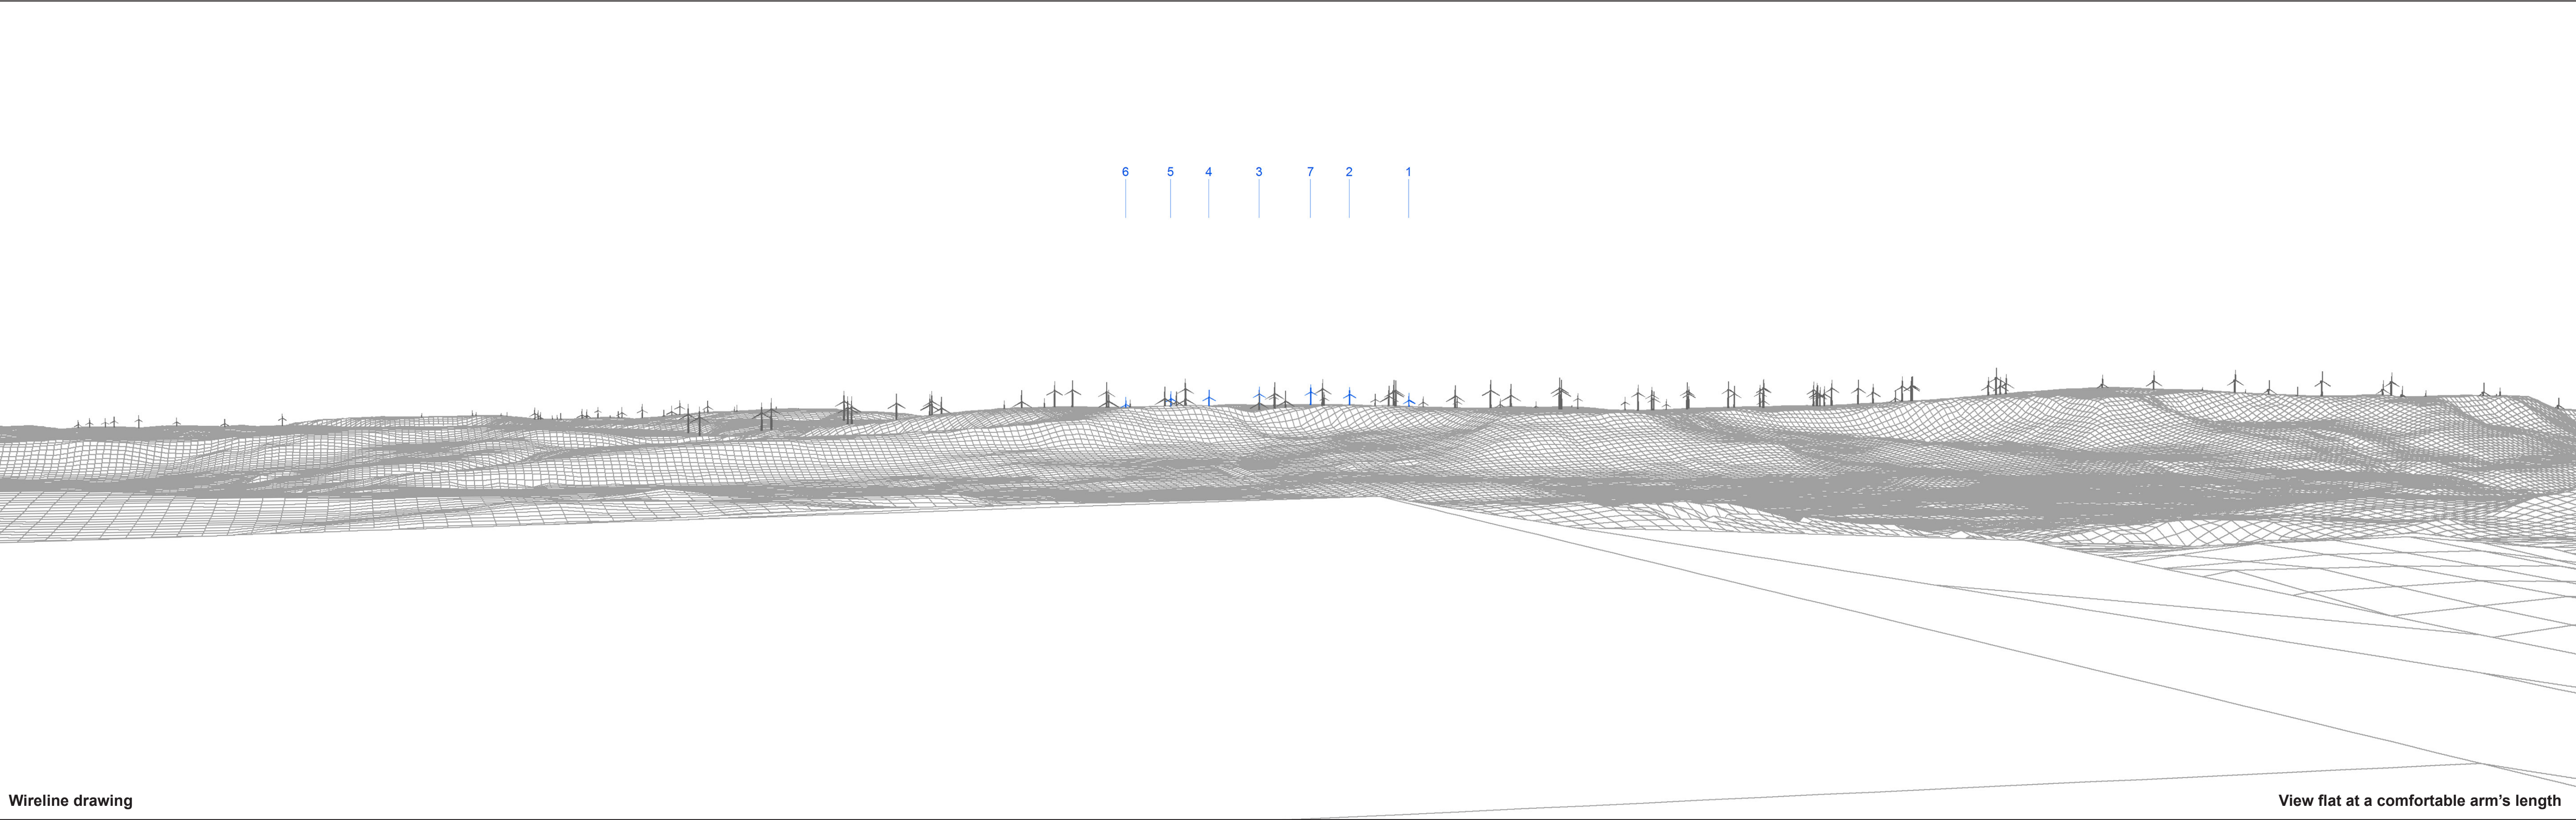 6 5 4 3 7 2 1
Wireline drawing
View flat at a comfortable arm’s length